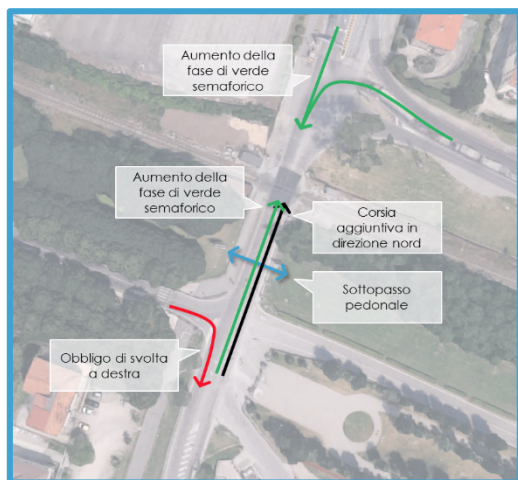 Aumento della
fase di verde
semaforico
Aumento della
fase di verde
semaforico
Corsia
aggiuntiva in
direzione nord
Sottopasso
pedonale
Obbligo di svolta
a destra